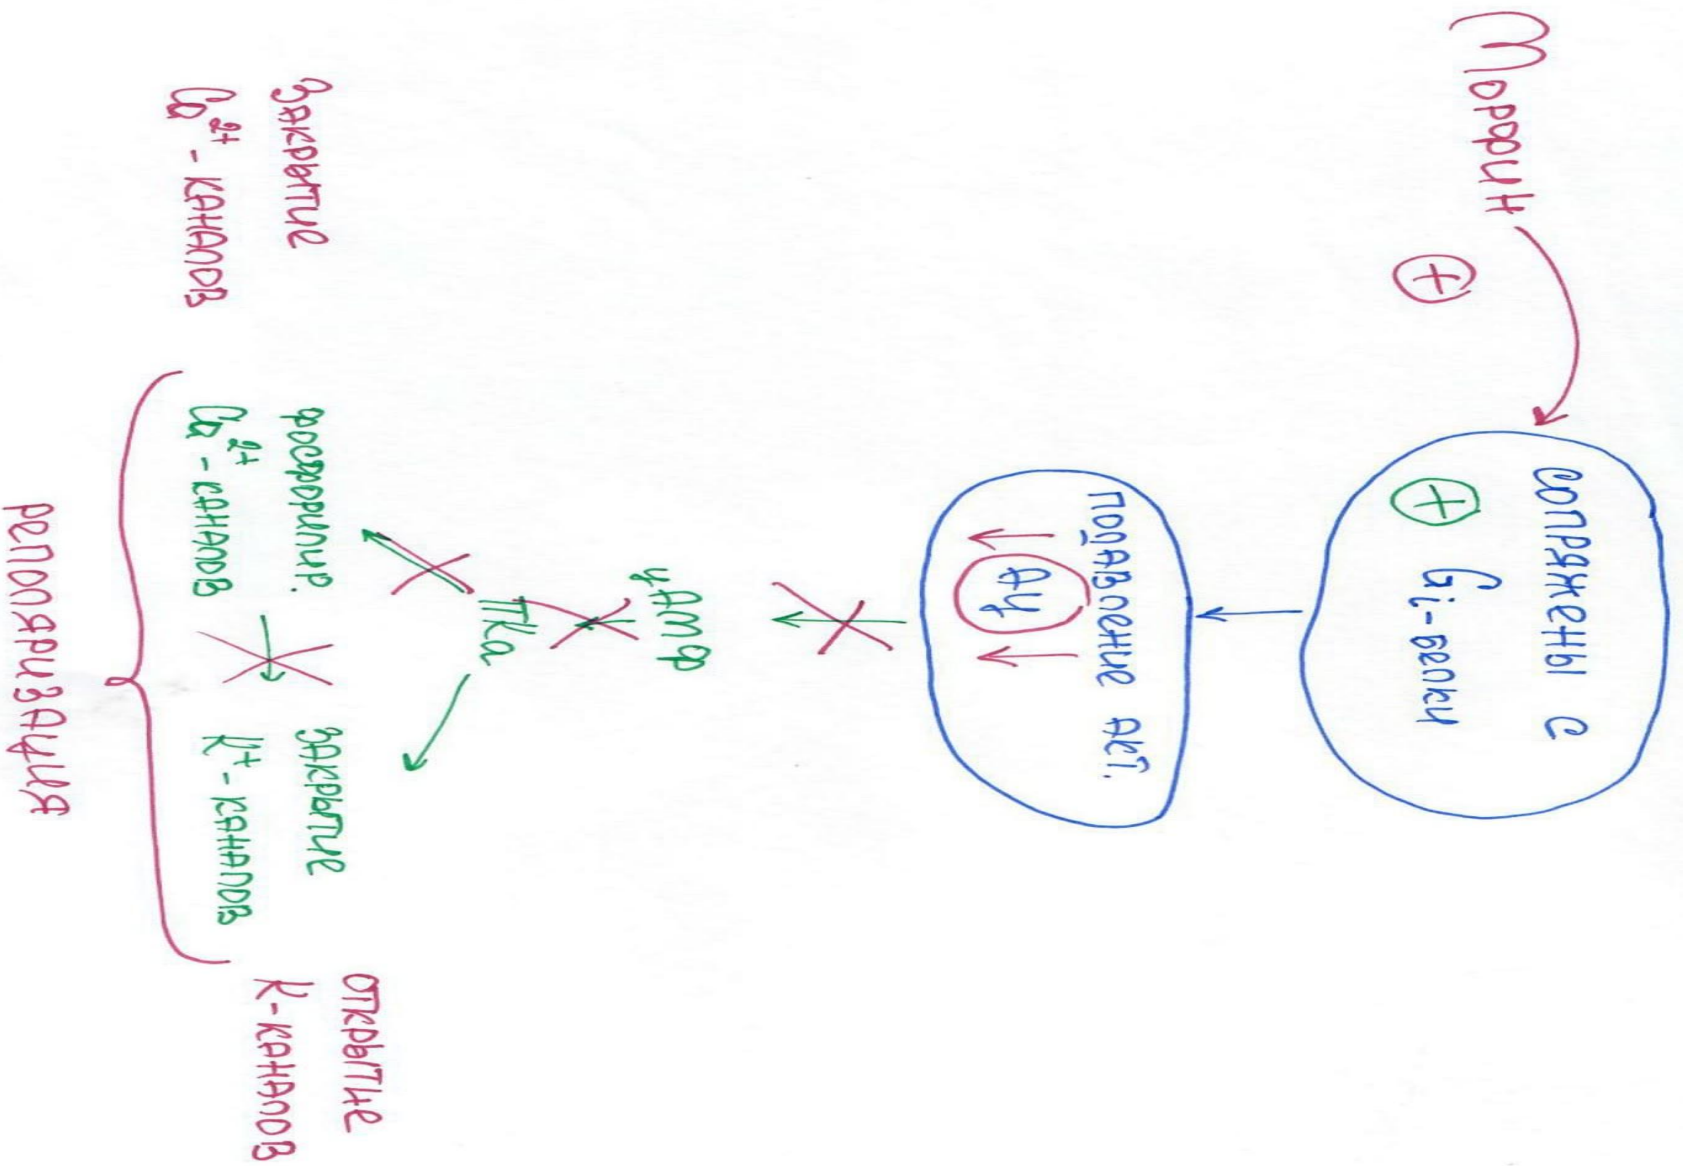 Морфин
+
сопряжены с
+ Gi-белки
подавление акт.
АЦ
цАМФ
ПКа
закрытие
Ca²⁺ - каналов
фосфорилир.
Ca²⁺ - каналов
закрытие
K⁺ - каналов
открытие
K - каналов
реполяризация